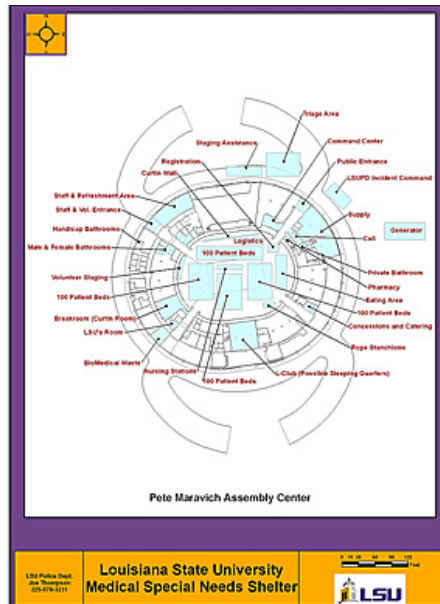 Triage Area
Staging Assistance
Command Center
Registration
Public Entrance
Curtin Wall
LSUPD Incident Command
Staff & Refreshment Area
Supply
Staff & Vol. Entrance
Generator
Handicap Bathrooms
Call
Logistics
Male & Female Bathrooms
100 Patient Beds
Private Bathroom
Volunteer Staging
Pharmacy
100 Patient Beds
Eating Area
100 Patient Beds
Breakroom (Curtin Room)
Concessions and Catering
LSU's Room
Rope Stanchions
BioMedical Waste
Nursing Stations
L-Club (Possible Sleeping Quarters)
100 Patient Beds
Pete Maravich Assembly Center
LSU Police Dept.
Joe Thompson
225-578-3231
Louisiana State University
Medical Special Needs Shelter
Feet
LSU